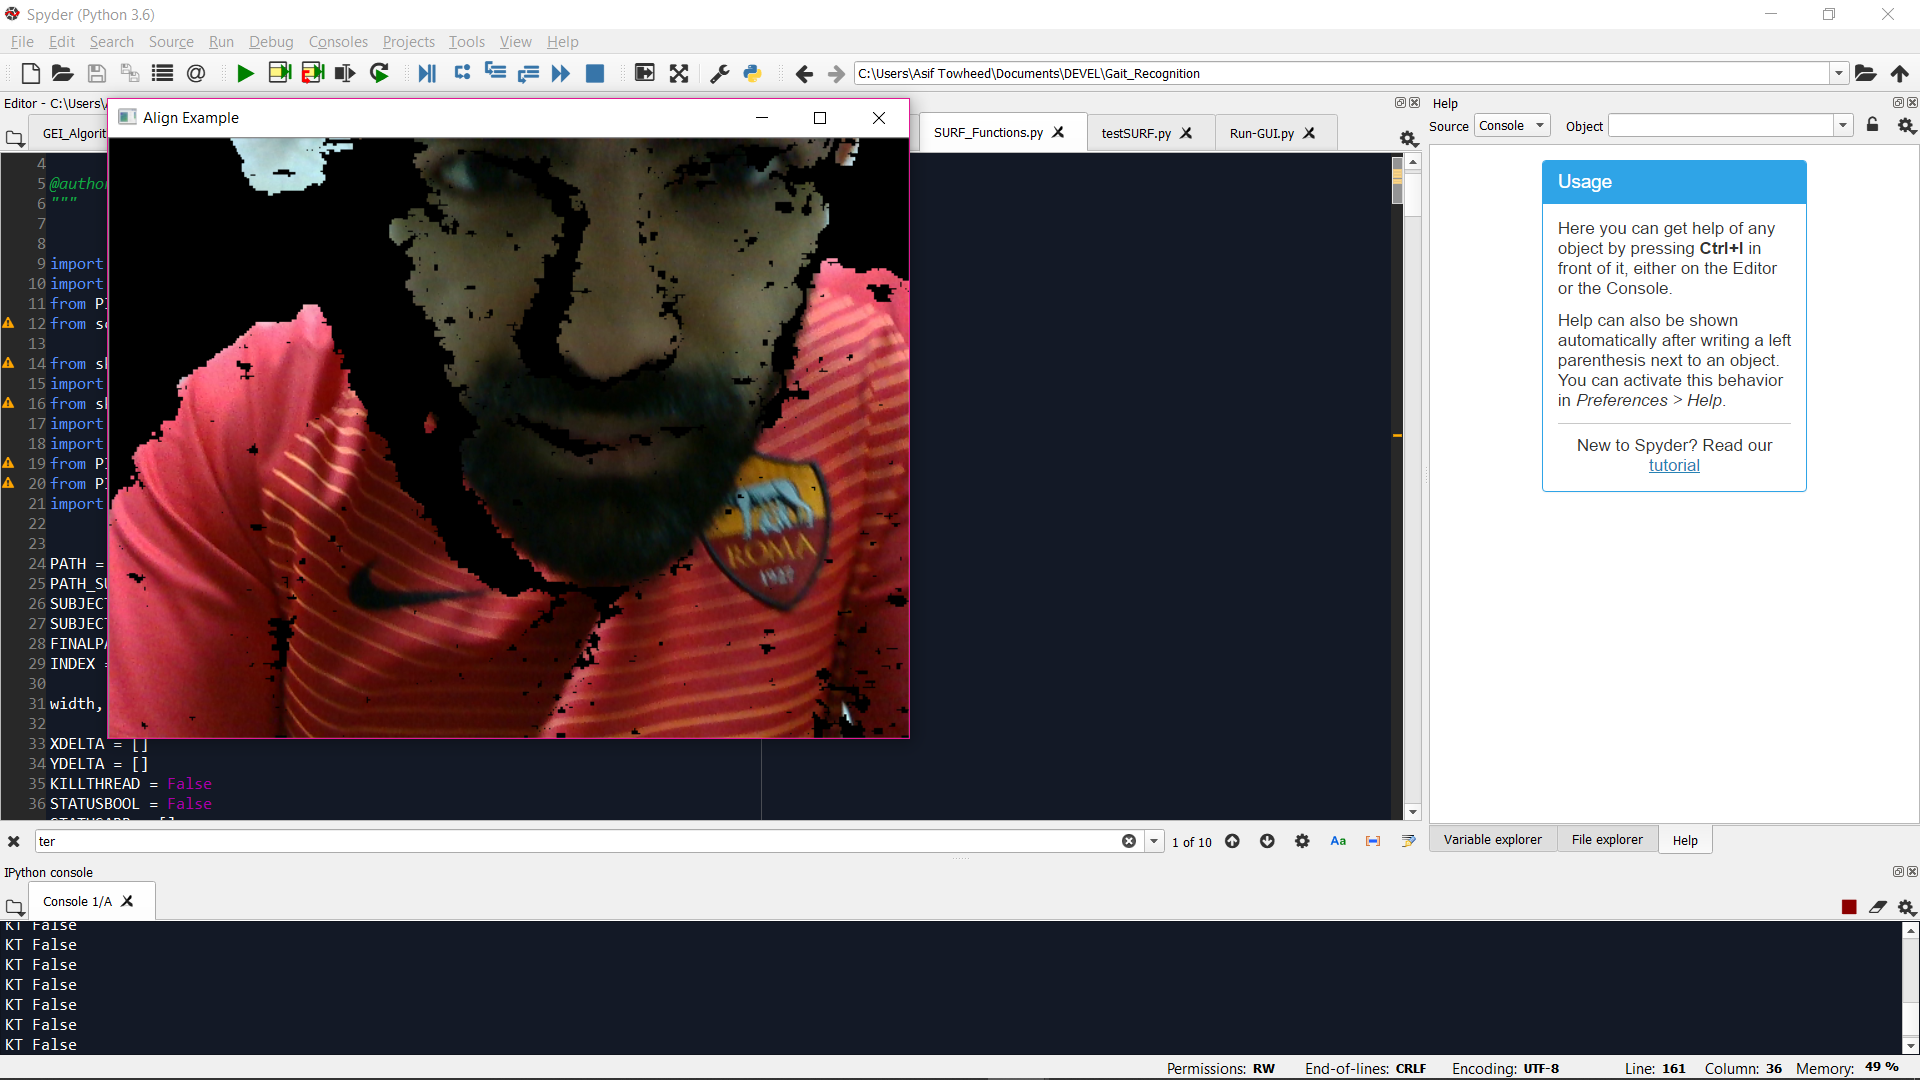 Spyder (Python 3.6)
File Edit Search Source Run Debug Consoles Projects Tools View Help
C:\Users\Asif Towheed\Documents\DEVEL\Gait_Recognition
Editor - C:\Users\
GEI_Algorit
SURF_Functions.py
testSURF.py
Run-GUI.py
Align Example
ROMA
1927
4
5 @author
6 """
7
8
9 import
10 import
11 from P
12 from s
13
14 from s
15 import
16 from s
17 import
18 import
19 from P
20 from P
21 import
22
23
24 PATH =
25 PATH_SU
26 SUBJECT
27 SUBJECT
28 FINALPA
29 INDEX =
30
31 width,
32
33 XDELTA = []
34 YDELTA = []
35 KILLTHREAD = False
36 STATUSBOOL = False
ter
1 of 10
Aa
Help
Source Console Object
Usage
Here you can get help of any
object by pressing Ctrl+I in
front of it, either on the Editor
or the Console.
Help can also be shown
automatically after writing a left
parenthesis next to an object.
You can activate this behavior
in Preferences > Help.
New to Spyder? Read our
tutorial
Variable explorer File explorer Help
IPython console
Console 1/A
KT False
KT False
KT False
KT False
KT False
KT False
KT False
Permissions: RW End-of-lines: CRLF Encoding: UTF-8 Line: 161 Column: 36 Memory: 49 %